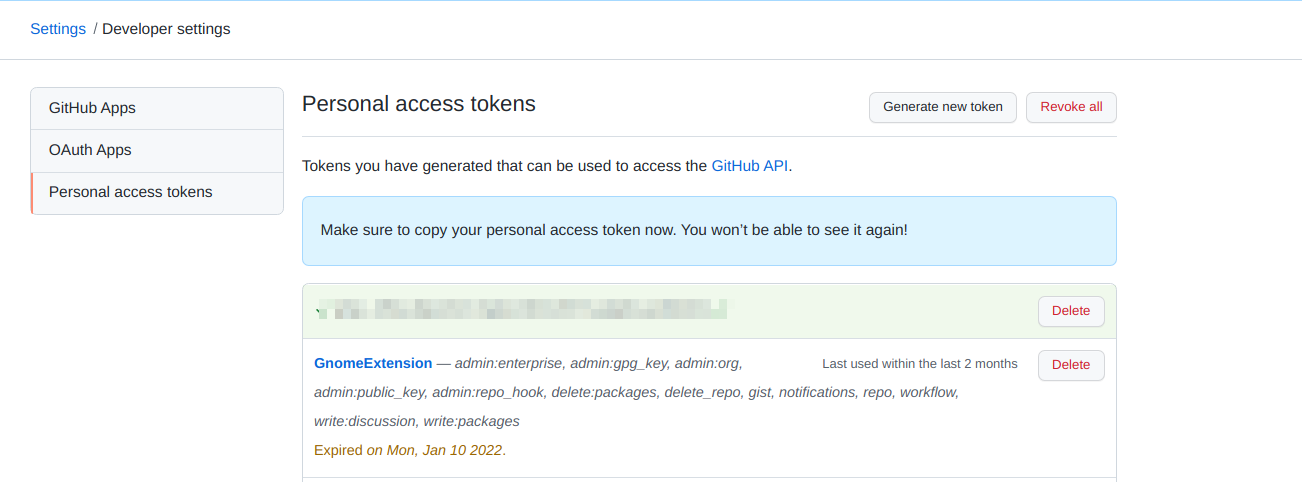 Settings / Developer settings
GitHub Apps
OAuth Apps
Personal access tokens
Personal access tokens
Generate new token
Revoke all
Tokens you have generated that can be used to access the GitHub API.
Make sure to copy your personal access token now. You won’t be able to see it again!
Delete
GnomeExtension — admin:enterprise, admin:gpg_key, admin:org,
Last used within the last 2 months
Delete
admin:public_key, admin:repo_hook, delete:packages, delete_repo, gist, notifications, repo, workflow,
write:discussion, write:packages
Expired on Mon, Jan 10 2022.